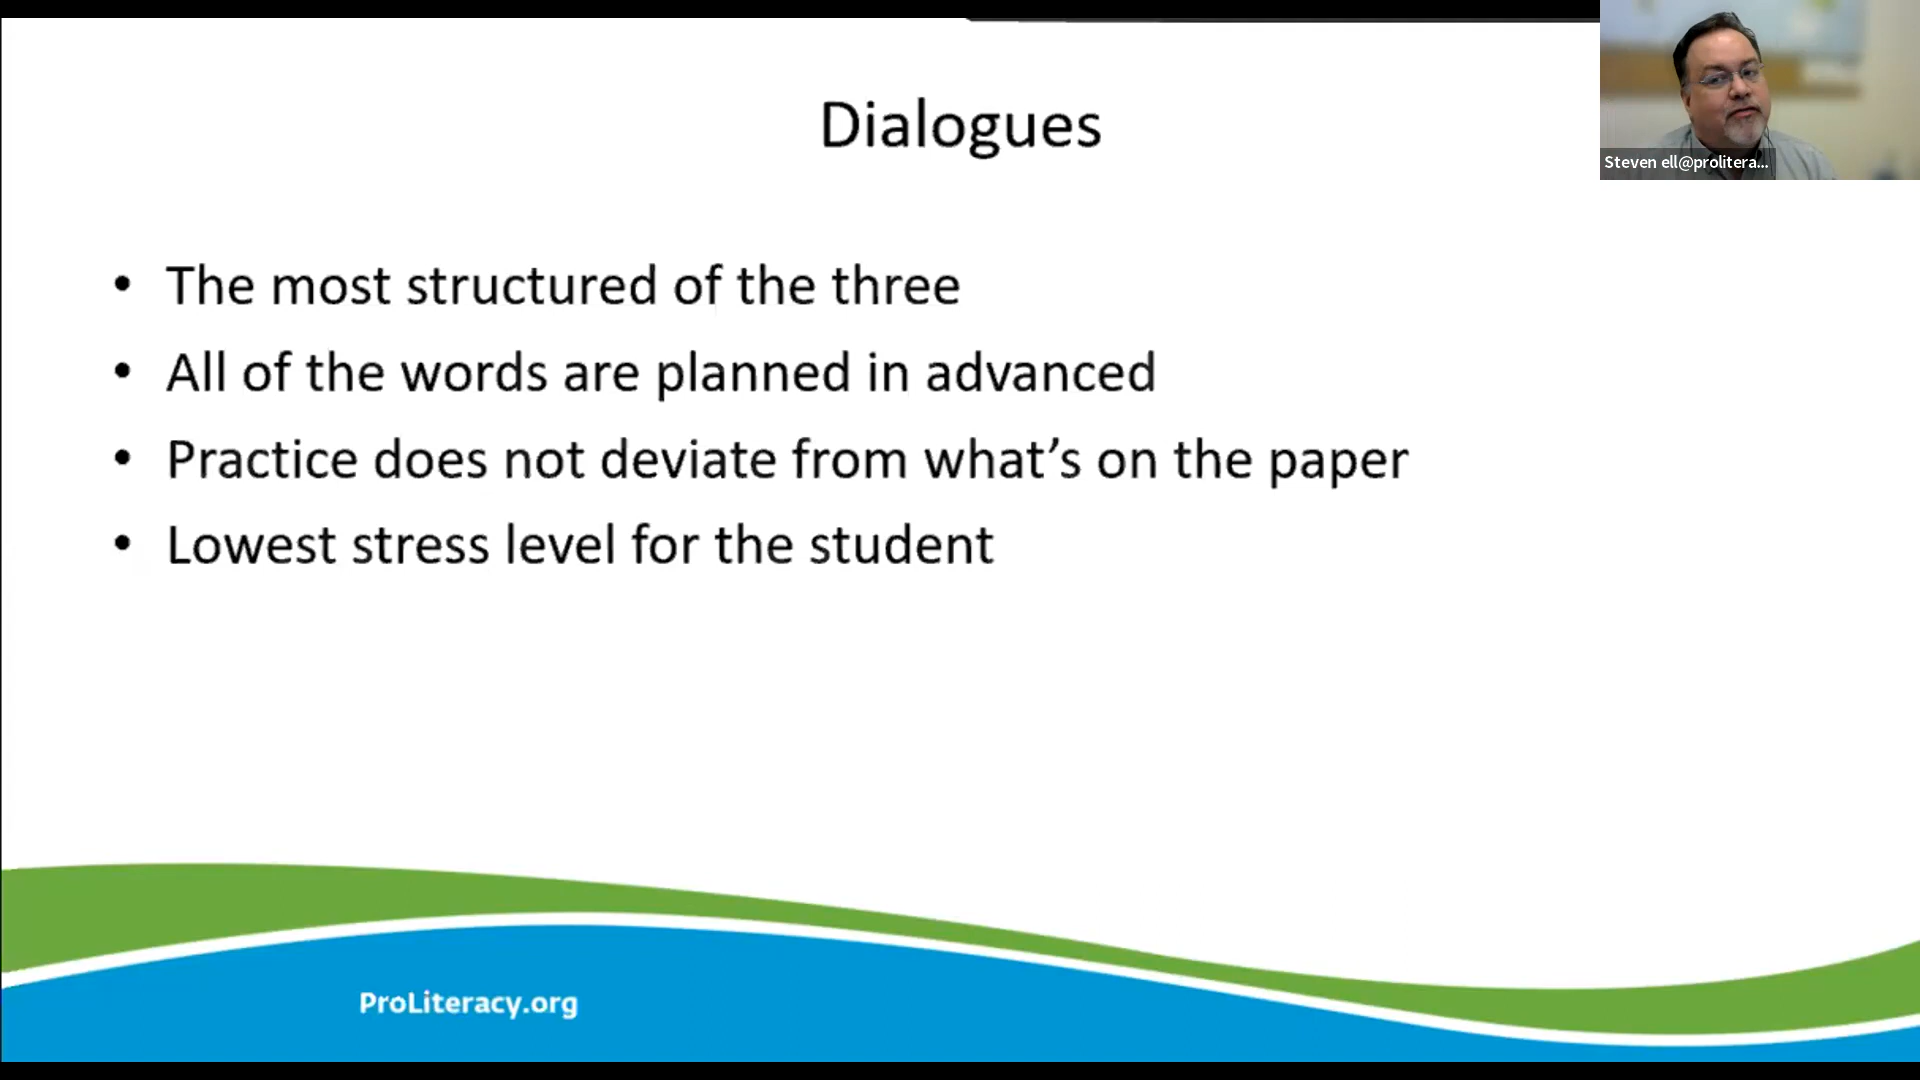 Dialogues
Steven ell@prolitera...
• The most structured of the three
• All of the words are planned in advanced
• Practice does not deviate from what’s on the paper
• Lowest stress level for the student
ProLiteracy.org